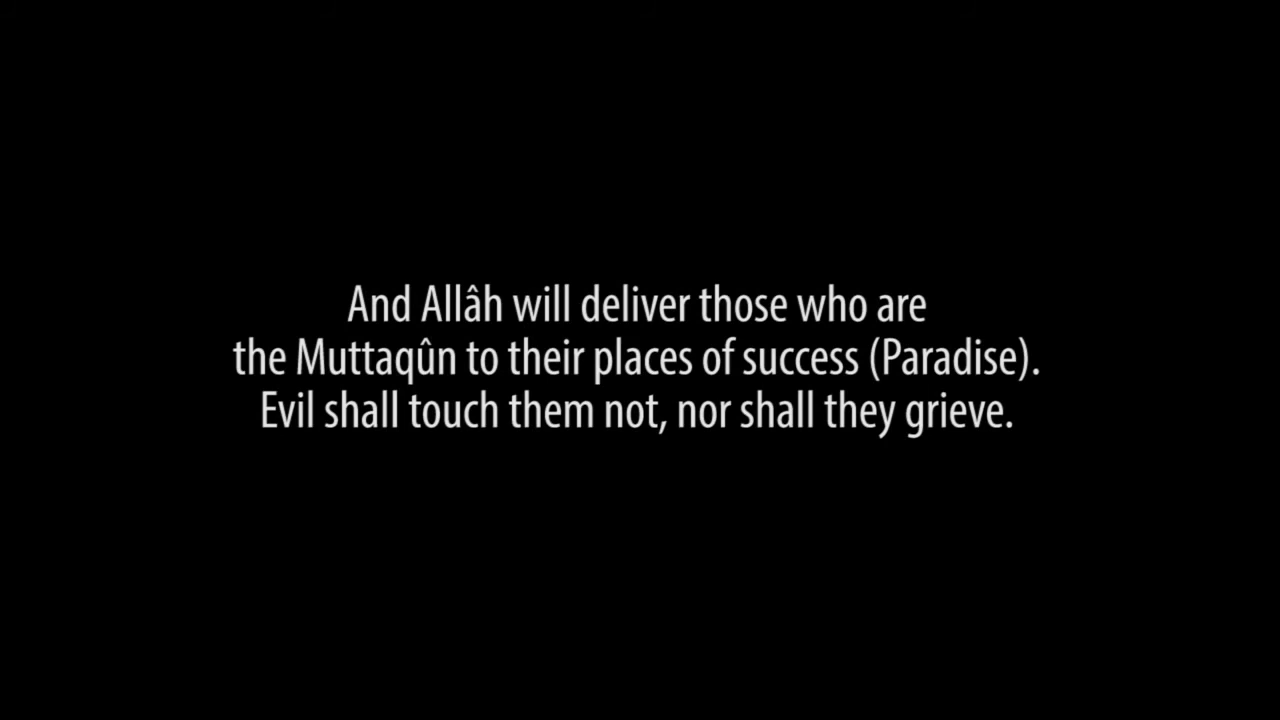 And Allâh will deliver those who are
the Muttaqûn to their places of success (Paradise).
Evil shall touch them not, nor shall they grieve.